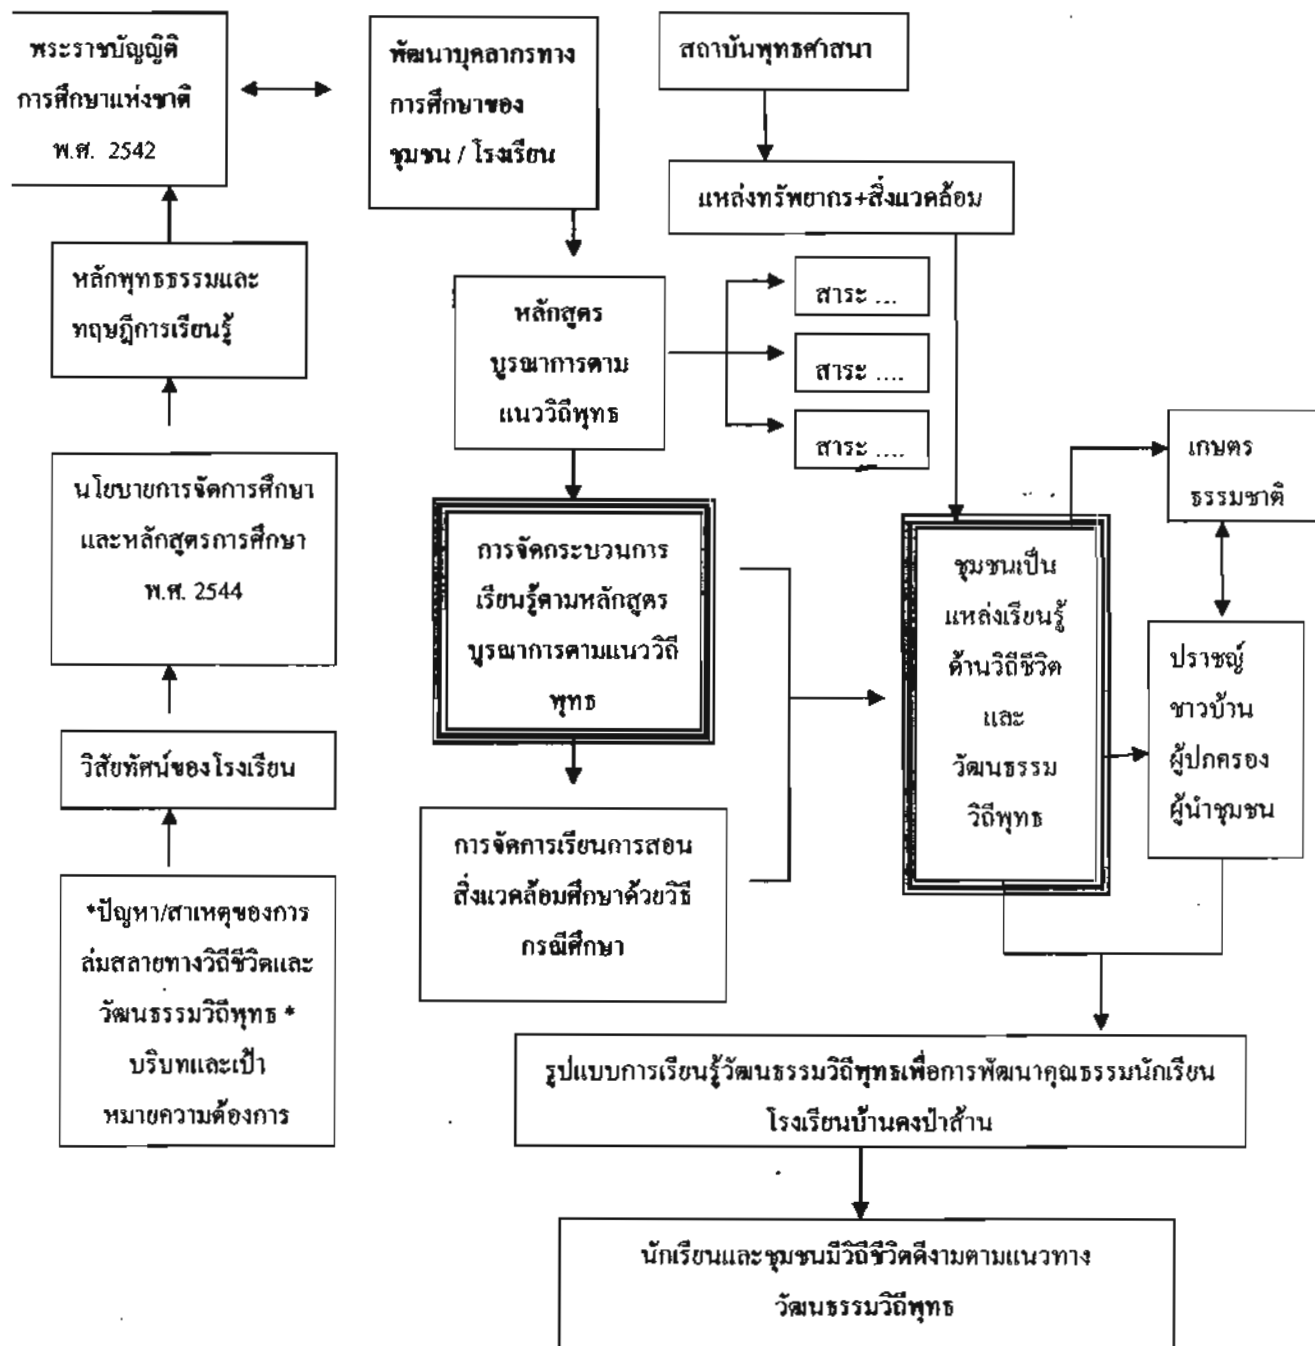 พระราชบัญญัติ
การศึกษาแห่งชาติ
พ.ศ. 2542
พัฒนาบุคลากรทาง
การศึกษาของ
ชุมชน / โรงเรียน
สถาบันพุทธศาสนา
แหล่งทรัพยากร+สิ่งแวดล้อม
หลักพุทธธรรมและ
ทฤษฎีการเรียนรู้
หลักสูตร
บูรณาการตาม
แนววิถีพุทธ
สาระ ...
สาระ ....
สาระ ....
นโยบายการจัดการศึกษา
และหลักสูตรการศึกษา
พ.ศ. 2544
การจัดกระบวนการ
เรียนรู้ตามหลักสูตร
บูรณาการตามแนววิถี
พุทธ
ชุมชนเป็น
แหล่งเรียนรู้
ด้านวิถีชีวิต
และ
วัฒนธรรม
วิถีพุทธ
เกษตร
ธรรมชาติ
ปราชญ์
ชาวบ้าน
ผู้ปกครอง
ผู้นำชุมชน
วิสัยทัศน์ของโรงเรียน
การจัดการเรียนการสอน
สิ่งแวดล้อมศึกษาด้วยวิธี
กรณีศึกษา
*ปัญหา/สาเหตุของการ
ล่มสลายทางวิถีชีวิตและ
วัฒนธรรมวิถีพุทธ *
บริบทและเป้า
หมายความต้องการ
รูปแบบการเรียนรู้วัฒนธรรมวิถีพุทธเพื่อการพัฒนาคุณธรรมนักเรียน
โรงเรียนบ้านดงป่าส้าน
นักเรียนและชุมชนมีวิถีชีวิตดีงามตามแนวทาง
วัฒนธรรมวิถีพุทธ